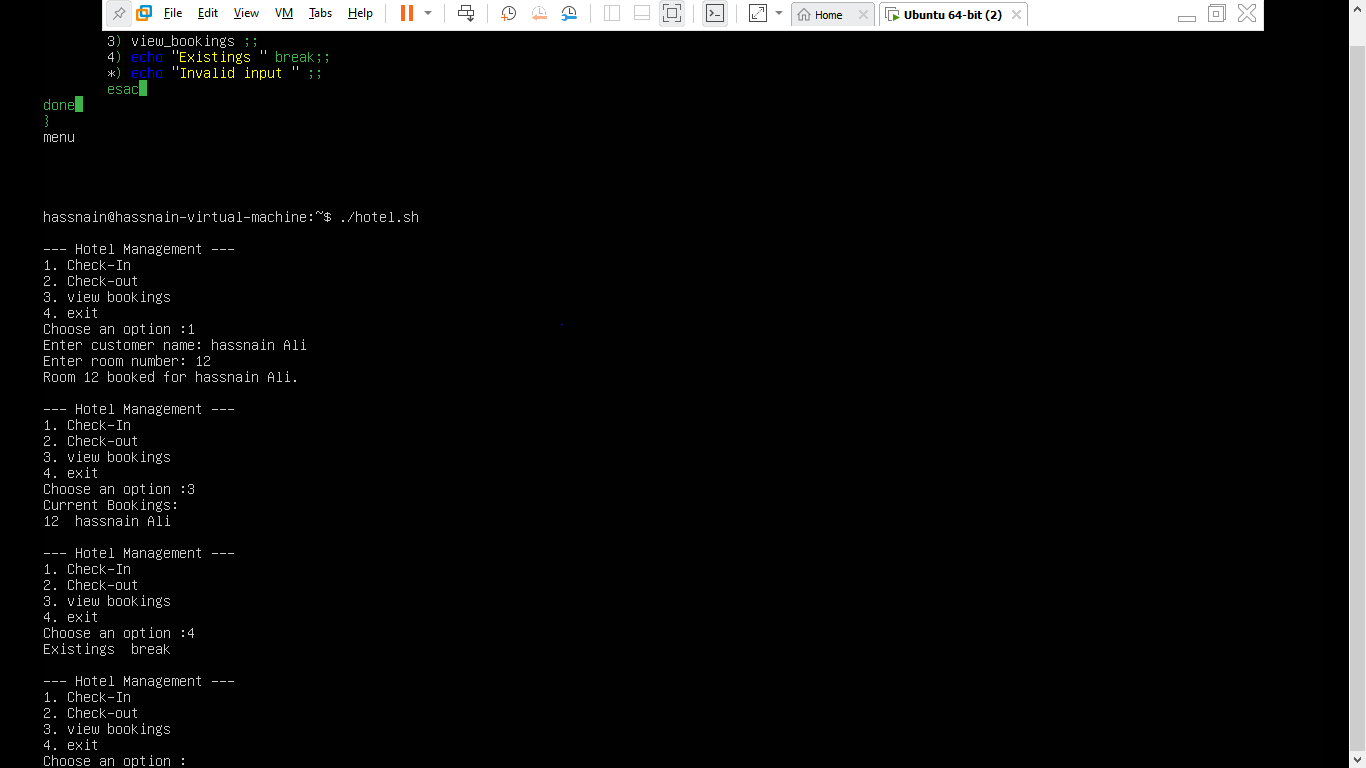 File Edit View VM Tabs Help Home Ubuntu 64-bit (2)
3) view_bookings ;;
4) echo "Existings " break;;
*) echo "Invalid input " ;;
esac
done
}
menu
hassnain@hassnain-virtual-machine:~$ ./hotel.sh
--- Hotel Management ---
1. Check-In
2. Check-out
3. view bookings
4. exit
Choose an option :1
Enter customer name: hassnain Ali
Enter room number: 12
Room 12 booked for hassnain Ali.
--- Hotel Management ---
1. Check-In
2. Check-out
3. view bookings
4. exit
Choose an option :3
Current Bookings:
12  hassnain Ali
--- Hotel Management ---
1. Check-In
2. Check-out
3. view bookings
4. exit
Choose an option :4
Existings  break
--- Hotel Management ---
1. Check-In
2. Check-out
3. view bookings
4. exit
Choose an option :